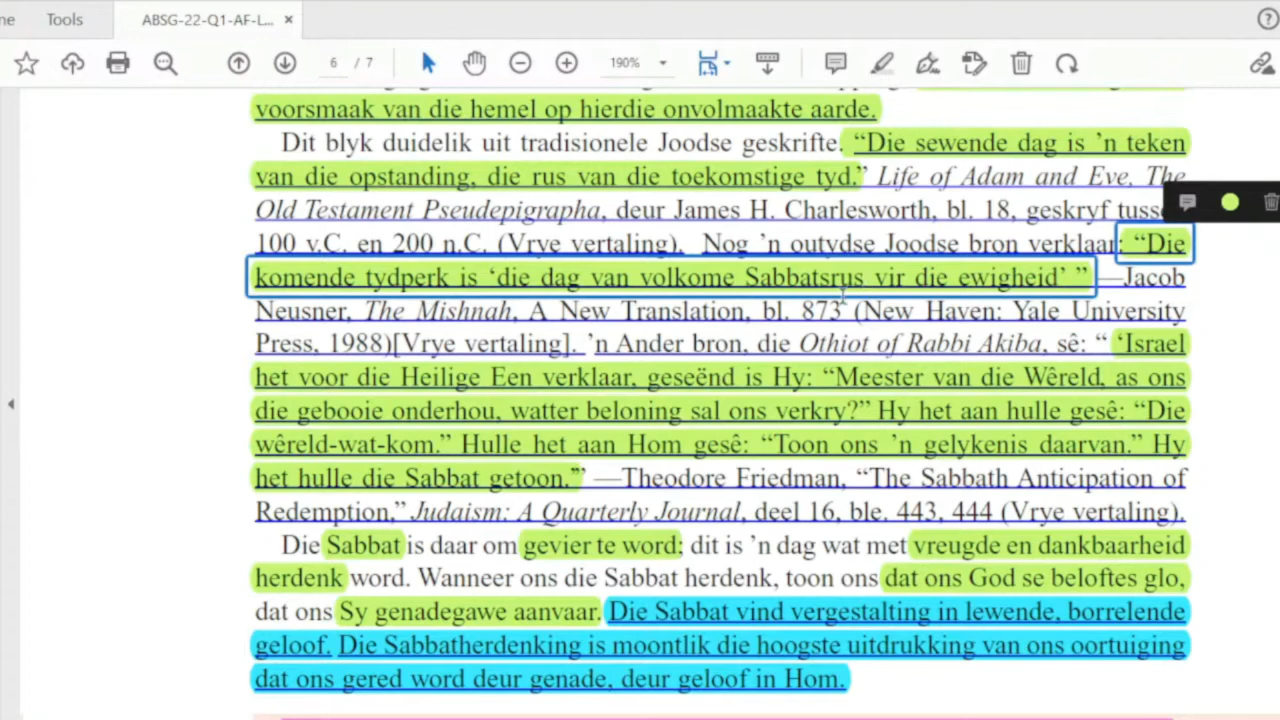 ne Tools ABSG-22-Q1-AF-L... ×
6 / 7 190%
voorsmaak van die hemel op hierdie onvolmaakte aarde.
Dit blyk duidelik uit tradisionele Joodse geskrifte. “Die sewende dag is ’n teken
van die opstanding, die rus van die toekomstige tyd.” Life of Adam and Eve, The
Old Testament Pseudepigrapha, deur James H. Charlesworth, bl. 18, geskryf tusse
100 v.C. en 200 n.C. (Vrye vertaling). Nog ’n outydse Joodse bron verklaar: “Die
komende tydperk is ‘die dag van volkome Sabbatsrus vir die ewigheid’ ” —Jacob
Neusner, The Mishnah, A New Translation, bl. 873 (New Haven: Yale University
Press, 1988)[Vrye vertaling]. ’n Ander bron, die Othiot of Rabbi Akiba, sê: “ ‘Israel
het voor die Heilige Een verklaar, geseënd is Hy: “Meester van die Wêreld, as ons
die gebooie onderhou, watter beloning sal ons verkry?” Hy het aan hulle gesê: “Die
wêreld-wat-kom.” Hulle het aan Hom gesê: “Toon ons ’n gelykenis daarvan.” Hy
het hulle die Sabbat getoon.”’ —Theodore Friedman, “The Sabbath Anticipation of
Redemption,” Judaism: A Quarterly Journal, deel 16, ble. 443, 444 (Vrye vertaling).
Die Sabbat is daar om gevier te word; dit is ’n dag wat met vreugde en dankbaarheid
herdenk word. Wanneer ons die Sabbat herdenk, toon ons dat ons God se beloftes glo,
dat ons Sy genadegawe aanvaar. Die Sabbat vind vergestalting in lewende, borrelende
geloof. Die Sabbatherdenking is moontlik die hoogste uitdrukking van ons oortuiging
dat ons gered word deur genade, deur geloof in Hom.